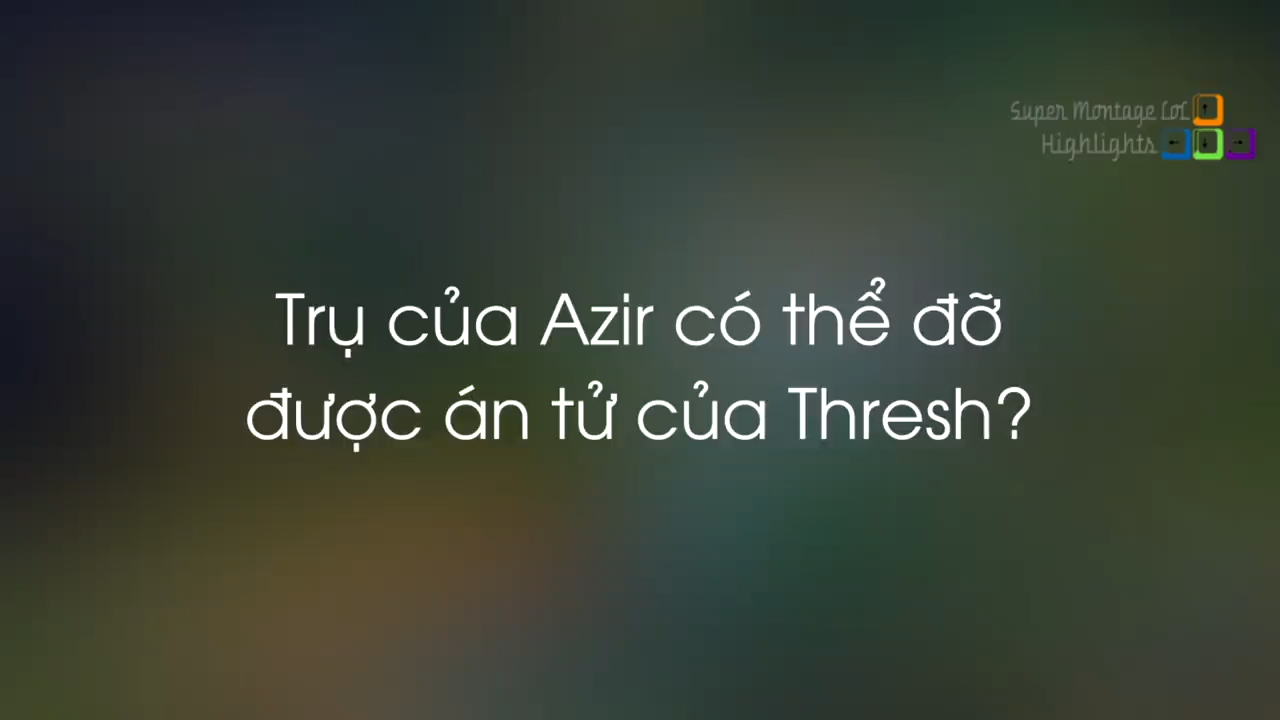 Super Montage LoL
Highlights
Trụ của Azir có thể đỡ
được án tử của Thresh?